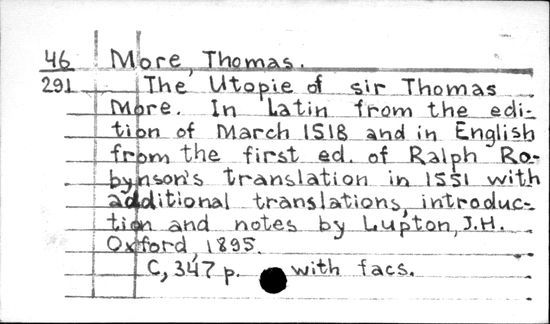 46 More, Thomas.
291 The Utopie of sir Thomas
More. In Latin from the edi-
tion of March 1518 and in English
from the first ed. of Ralph Ro-
bynson's translation in 1551 with
additional translations, introduc-
tion and notes by Lupton, J.H.
Oxford, 1895.
C, 347 p. with facs.